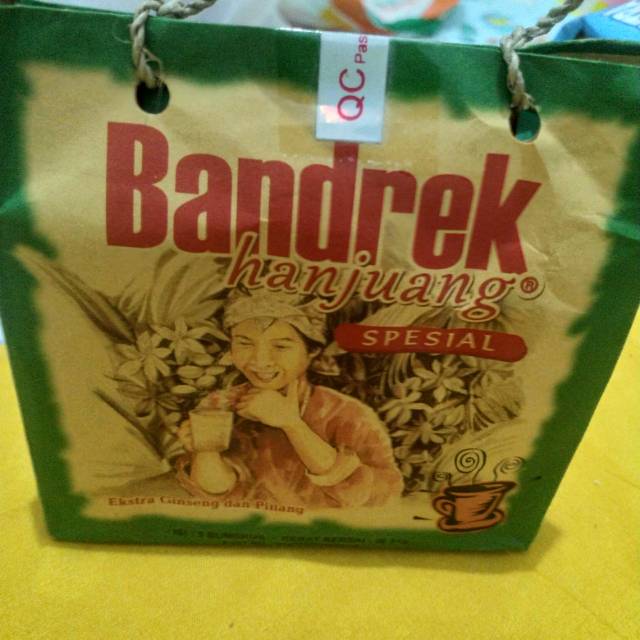 QC Pas
Bandrek
hanjuang®
SPESIAL
Ekstra Ginseng dan Pinang